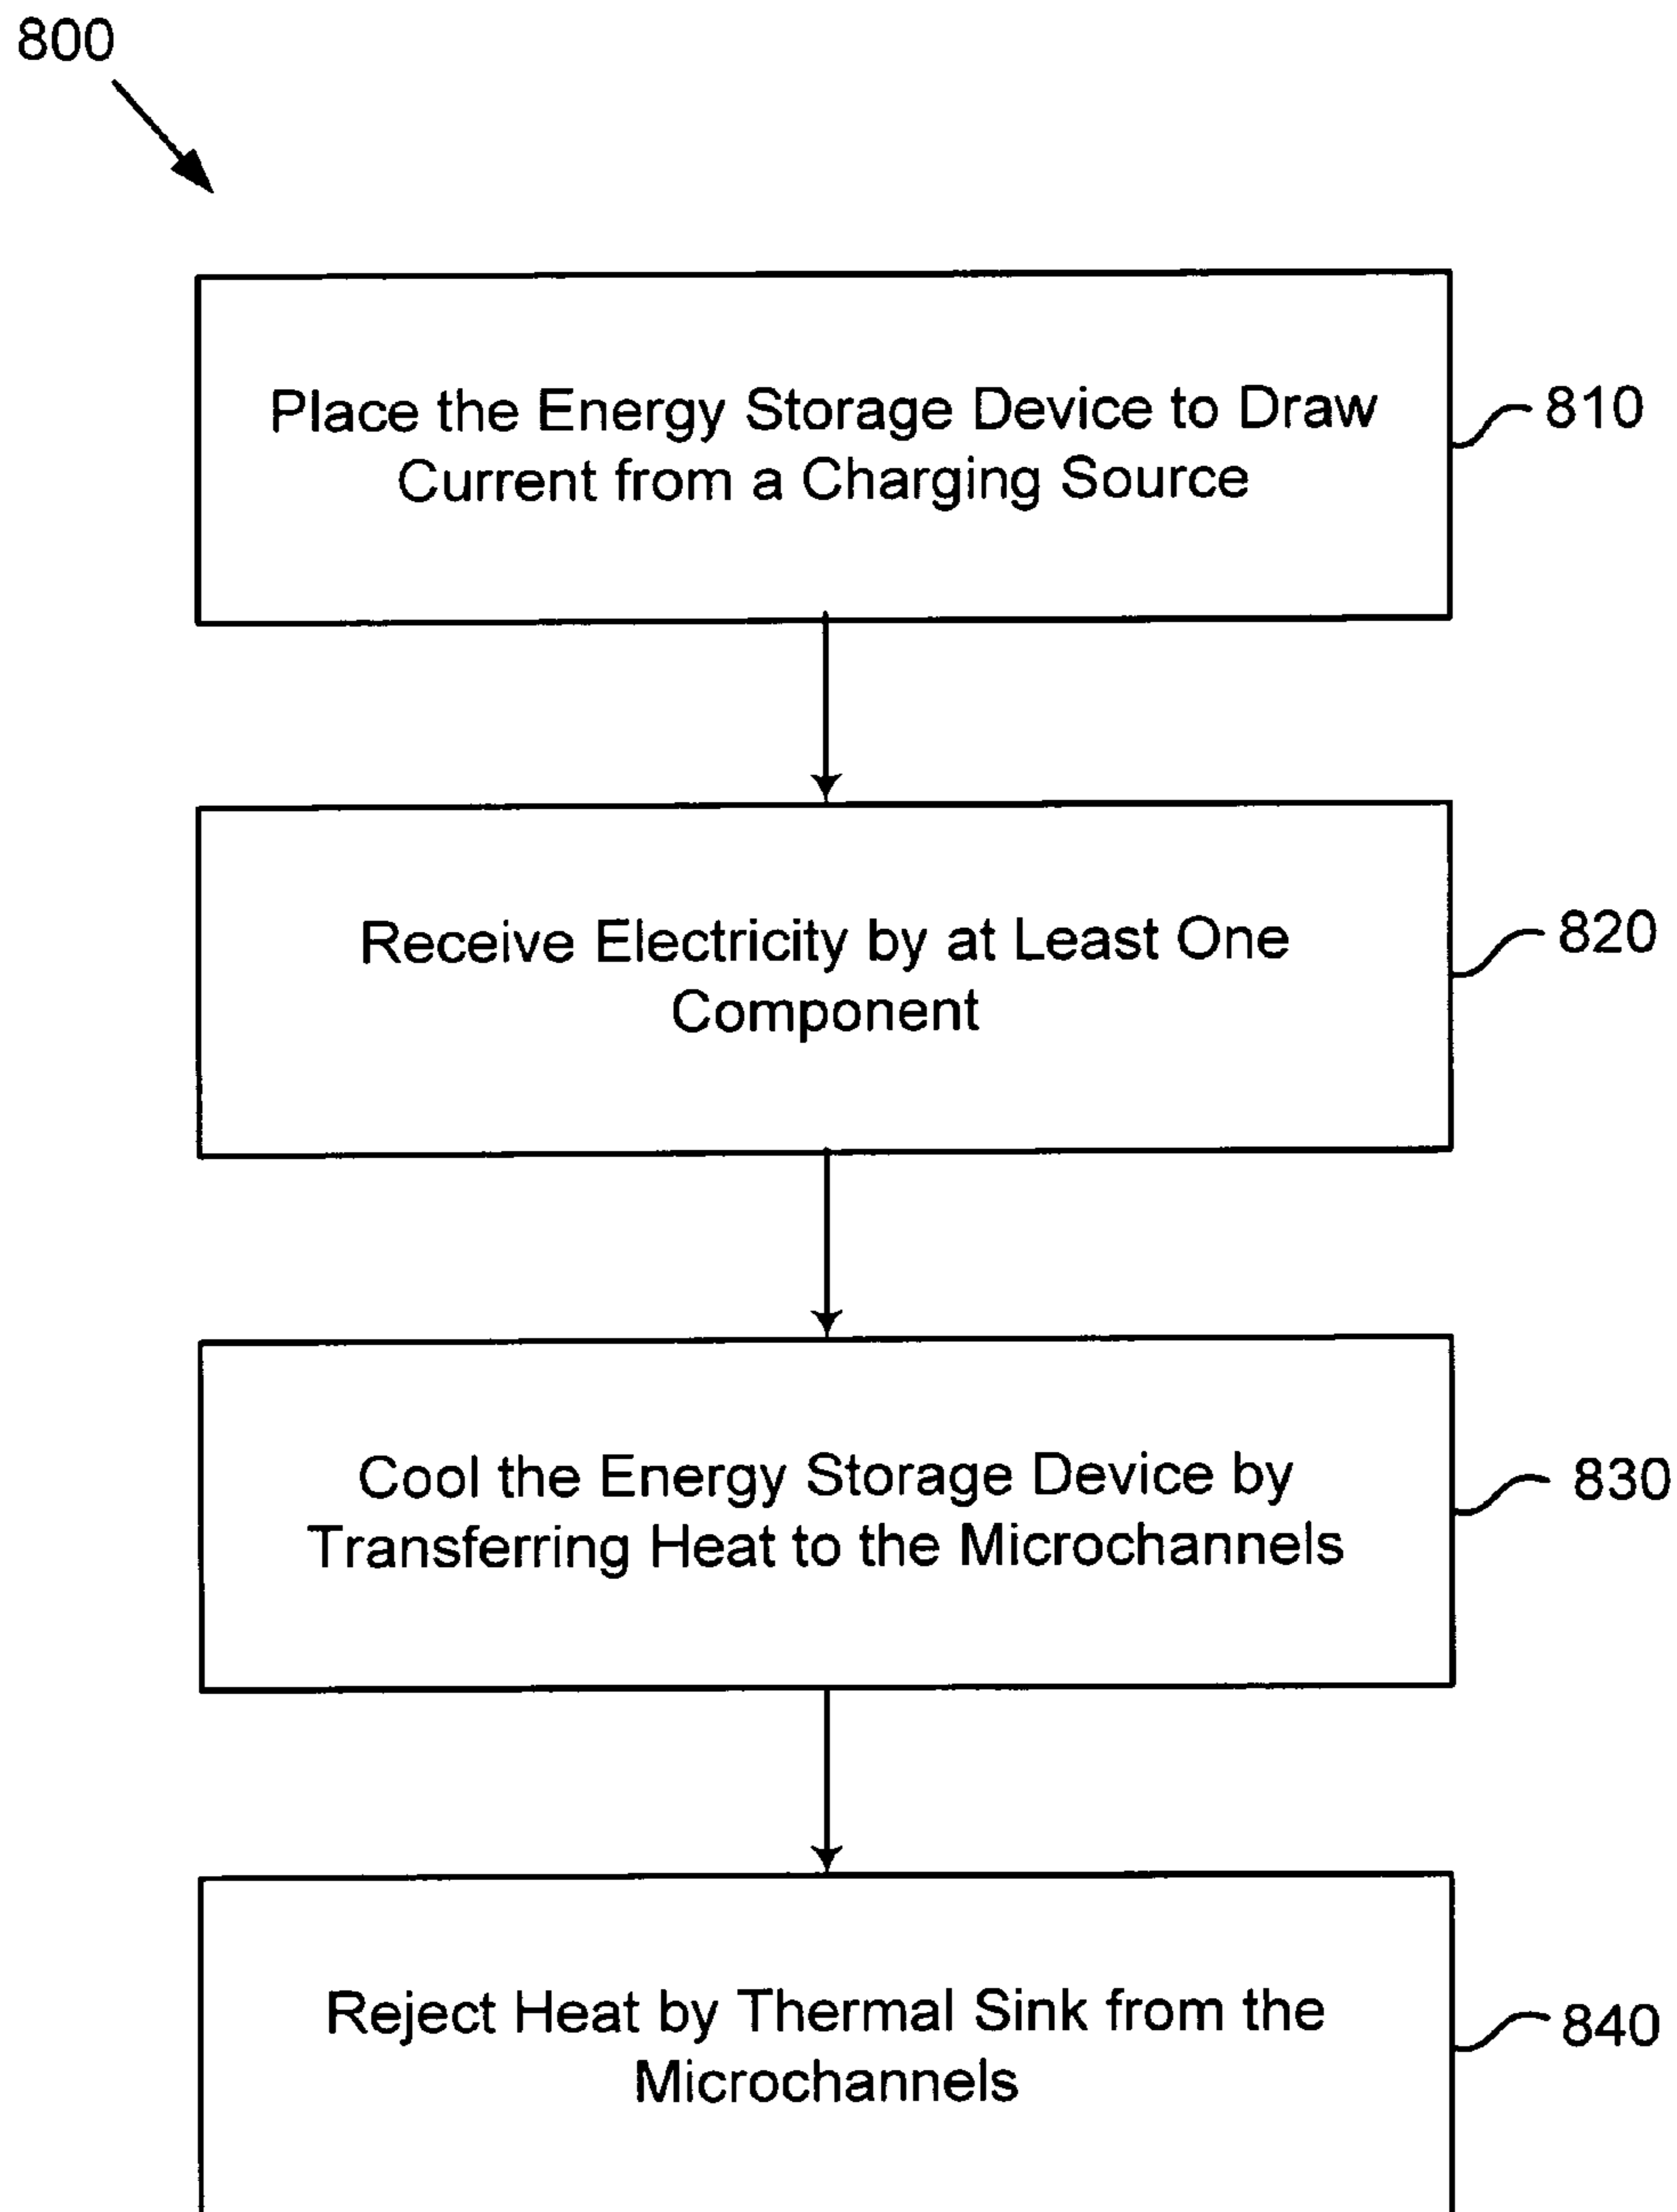 800
Place the Energy Storage Device to Draw
Current from a Charging Source
810
Receive Electricity by at Least One
Component
820
Cool the Energy Storage Device by
Transferring Heat to the Microchannels
830
Reject Heat by Thermal Sink from the
Microchannels
840